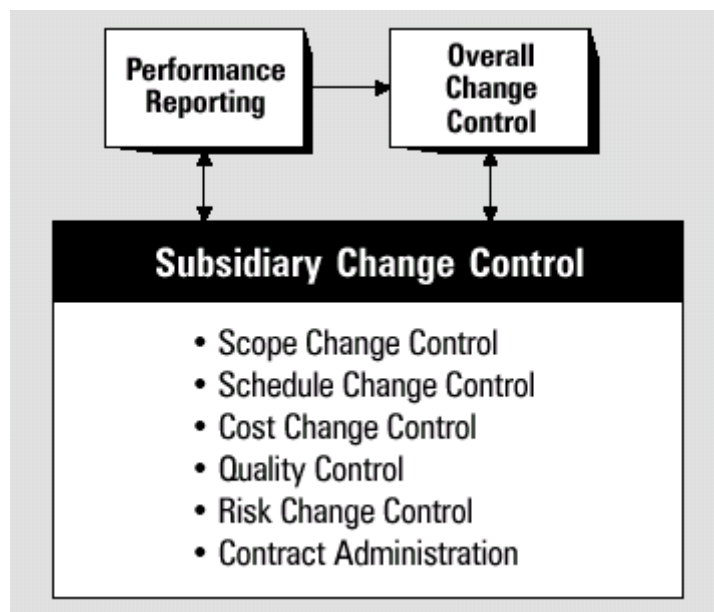 Performance
Reporting
Overall
Change
Control
Subsidiary Change Control
• Scope Change Control
• Schedule Change Control
• Cost Change Control
• Quality Control
• Risk Change Control
• Contract Administration